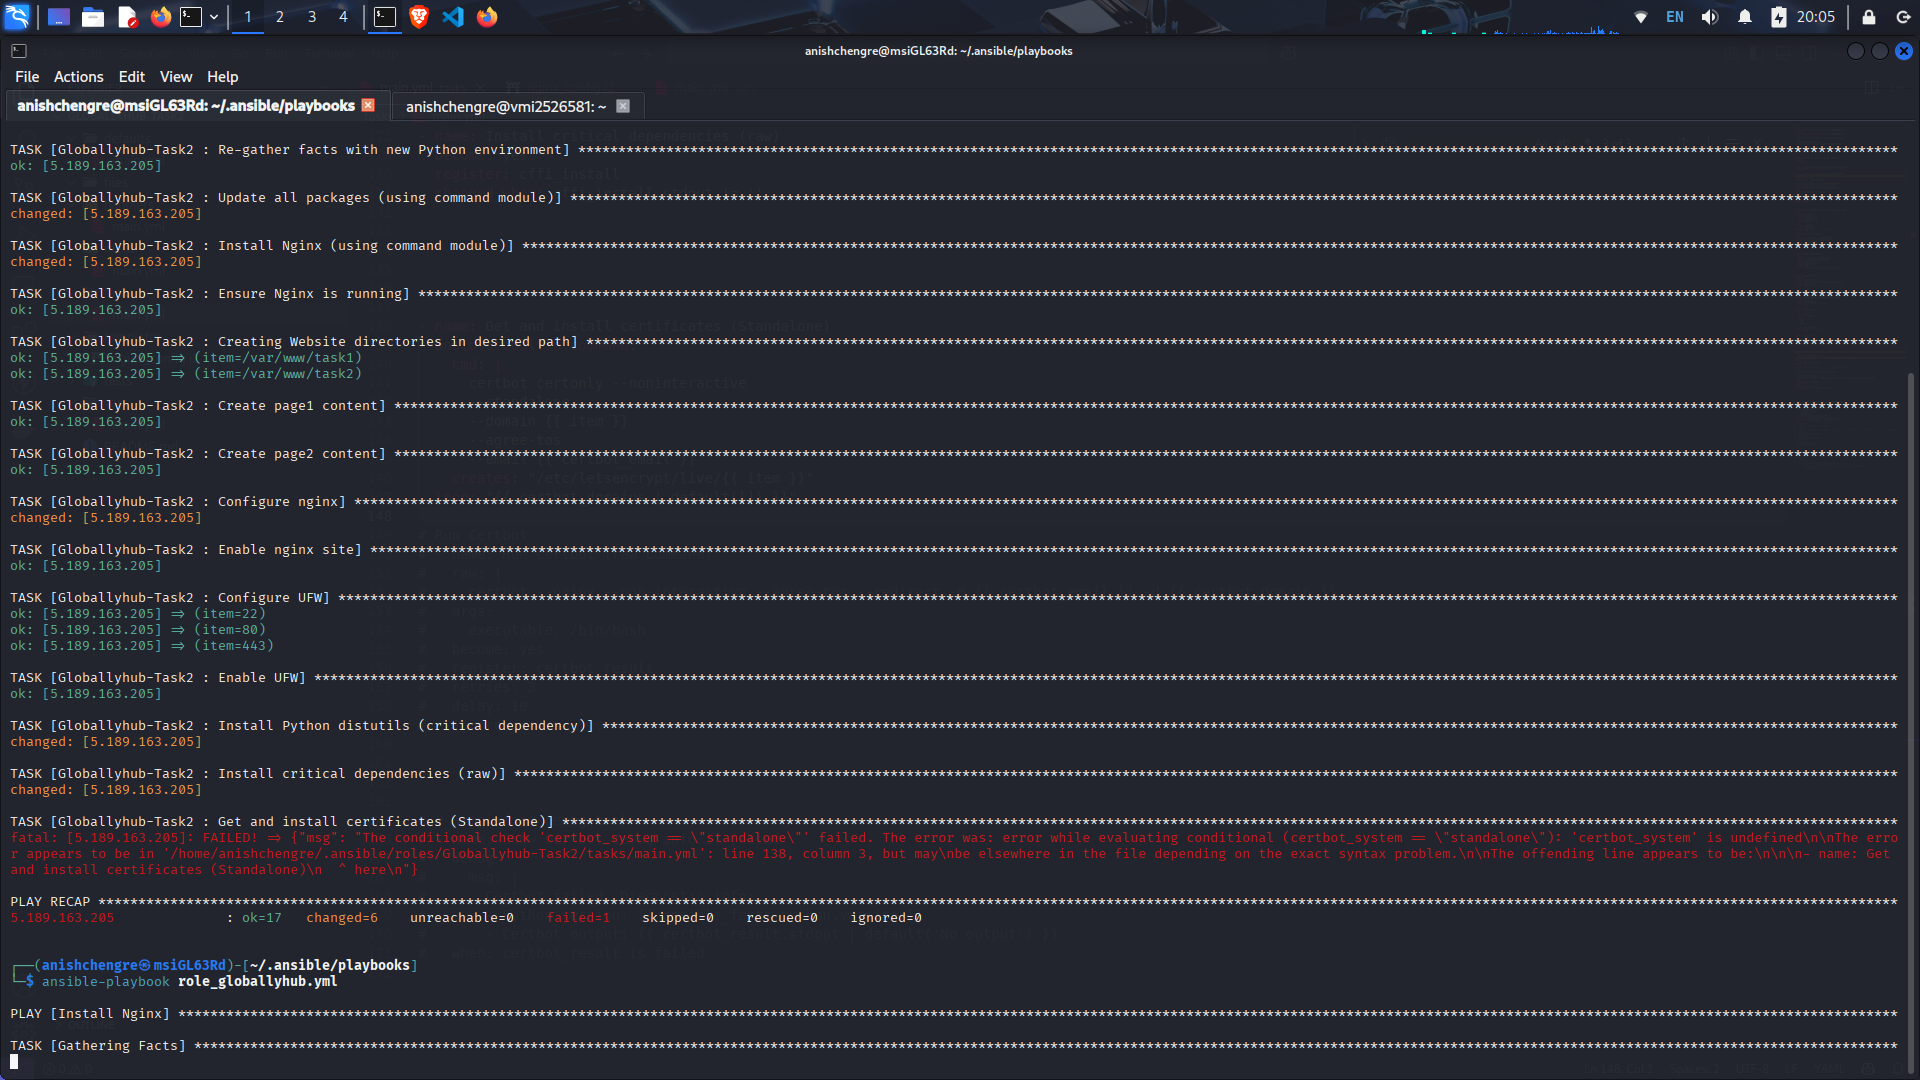 1 2 3 4 EN 20:05
anishchengre@msiGL63Rd: ~/.ansible/playbooks
File Actions Edit View Help
anishchengre@msiGL63Rd: ~/.ansible/playbooks anishchengre@vmi2526581: ~
TASK [Globallyhub-Task2 : Re-gather facts with new Python environment] ****
ok: [5.189.163.205]
TASK [Globallyhub-Task2 : Update all packages (using command module)] ****
changed: [5.189.163.205]
TASK [Globallyhub-Task2 : Install Nginx (using command module)] ****
changed: [5.189.163.205]
TASK [Globallyhub-Task2 : Ensure Nginx is running] ****
ok: [5.189.163.205]
TASK [Globallyhub-Task2 : Creating Website directories in desired path] ****
ok: [5.189.163.205] => (item=/var/www/task1)
ok: [5.189.163.205] => (item=/var/www/task2)
TASK [Globallyhub-Task2 : Create page1 content] ****
ok: [5.189.163.205]
TASK [Globallyhub-Task2 : Create page2 content] ****
ok: [5.189.163.205]
TASK [Globallyhub-Task2 : Configure nginx] ****
changed: [5.189.163.205]
TASK [Globallyhub-Task2 : Enable nginx site] ****
ok: [5.189.163.205]
TASK [Globallyhub-Task2 : Configure UFW] ****
ok: [5.189.163.205] => (item=22)
ok: [5.189.163.205] => (item=80)
ok: [5.189.163.205] => (item=443)
TASK [Globallyhub-Task2 : Enable UFW] ****
ok: [5.189.163.205]
TASK [Globallyhub-Task2 : Install Python distutils (critical dependency)] ****
changed: [5.189.163.205]
TASK [Globallyhub-Task2 : Install critical dependencies (raw)] ****
changed: [5.189.163.205]
TASK [Globallyhub-Task2 : Get and install certificates (Standalone)] ****
fatal: [5.189.163.205]: FAILED! => {"msg": "The conditional check 'certbot_system == \"standalone\"' failed. The error was: error while evaluating conditional (certbot_system == \"standalone\"): 'certbot_system' is undefined\n\nThe erro
r appears to be in '/home/anishchengre/.ansible/roles/Globallyhub-Task2/tasks/main.yml': line 138, column 3, but may\nbe elsewhere in the file depending on the exact syntax problem.\n\nThe offending line appears to be:\n\n\n- name: Get
and install certificates (Standalone)\n  ^ here\n"}
PLAY RECAP ****
5.189.163.205 : ok=17 changed=6 unreachable=0 failed=1 skipped=0 rescued=0 ignored=0
┌──(anishchengre㉿msiGL63Rd)-[~/.ansible/playbooks]
└─$ ansible-playbook role_globallyhub.yml
PLAY [Install Nginx] ****
TASK [Gathering Facts] ****